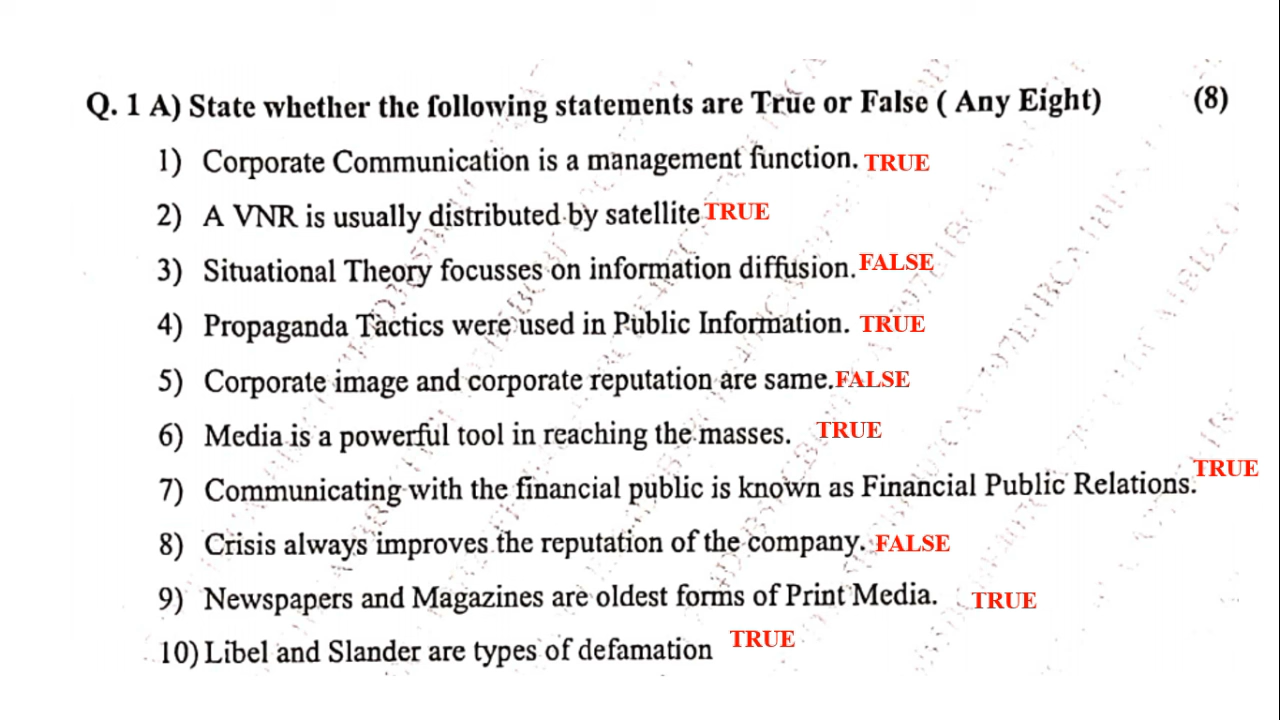 Q. 1 A) State whether the following statements are True or False ( Any Eight) (8)
1) Corporate Communication is a management function. TRUE
2) A VNR is usually distributed by satellite TRUE
3) Situational Theory focusses on information diffusion. FALSE
4) Propaganda Tactics were used in Public Information. TRUE
5) Corporate image and corporate reputation are same. FALSE
6) Media is a powerful tool in reaching the masses. TRUE
7) Communicating with the financial public is known as Financial Public Relations. TRUE
8) Crisis always improves the reputation of the company. FALSE
9) Newspapers and Magazines are oldest forms of Print Media. TRUE
10) Libel and Slander are types of defamation TRUE